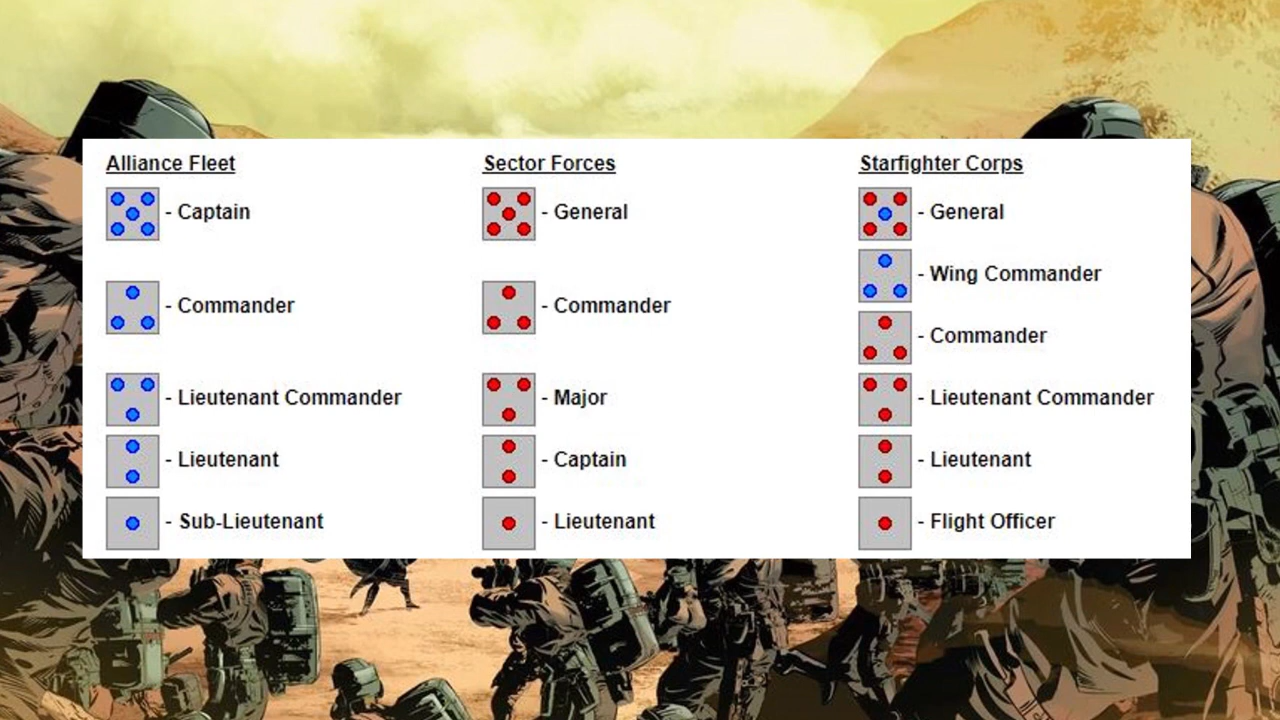 Alliance Fleet
- Captain
- Commander
- Lieutenant Commander
- Lieutenant
- Sub-Lieutenant
Sector Forces
- General
- Commander
- Major
- Captain
- Lieutenant
Starfighter Corps
- General
- Wing Commander
- Commander
- Lieutenant Commander
- Lieutenant
- Flight Officer